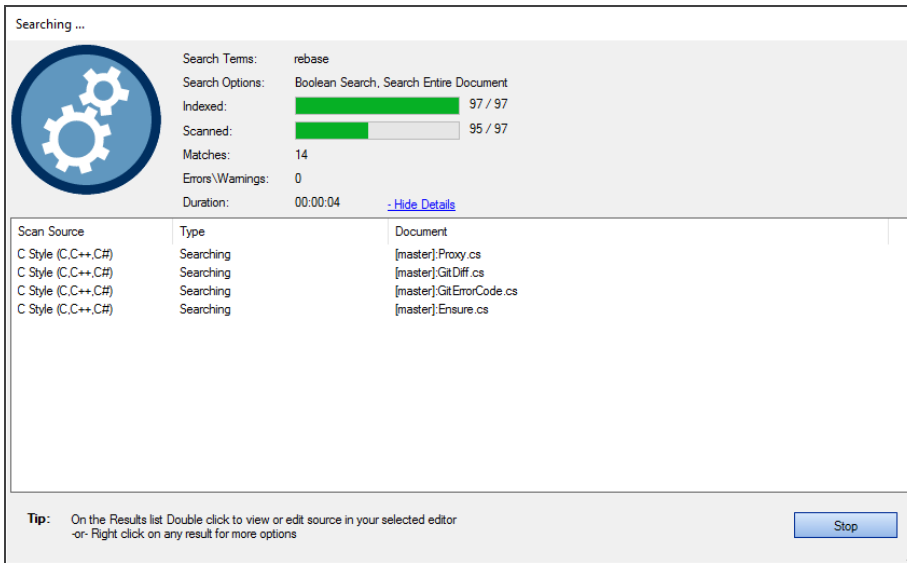 Searching ...
Search Terms: rebase
Search Options: Boolean Search, Search Entire Document
Indexed: 97 / 97
Scanned: 95 / 97
Matches: 14
Errors\Warnings: 0
Duration: 00:00:04 - Hide Details
Scan Source Type Document
C Style (C,C++,C#) Searching [master]:Proxy.cs
C Style (C,C++,C#) Searching [master]:GitDiff.cs
C Style (C,C++,C#) Searching [master]:GitErrorCode.cs
C Style (C,C++,C#) Searching [master]:Ensure.cs
Tip: On the Results list Double click to view or edit source in your selected editor
-or- Right click on any result for more options
Stop